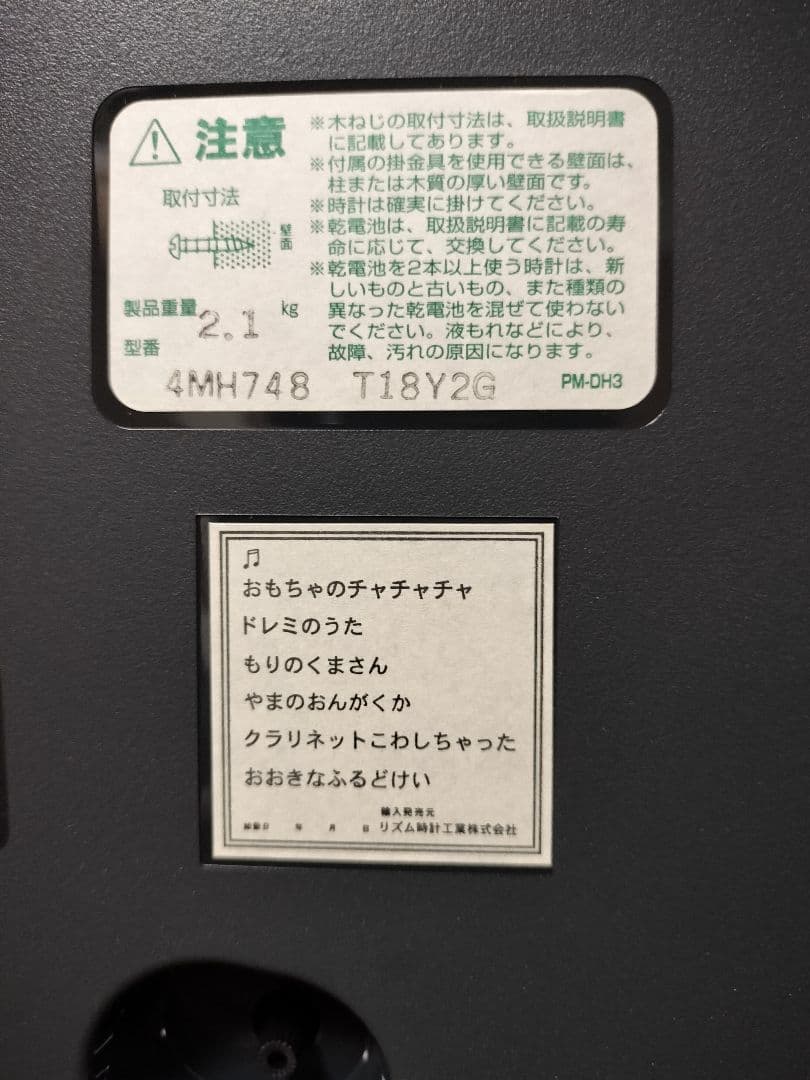 注意
取付寸法
壁面
製品重量 2.1 kg
型番
4MH748 T18Y2G
※木ねじの取付寸法は、取扱説明書
に記載してあります。
※付属の掛金具を使用できる壁面は、
柱または木質の厚い壁面です。
※時計は確実に掛けてください。
※乾電池は、取扱説明書に記載の寿
命に応じて、交換してください。
※乾電池を2本以上使う時計は、新
しいものと古いもの、また種類の
異なった乾電池を混ぜて使わない
でください。液もれなどにより、
故障、汚れの原因になります。
PM-DH3
♫
おもちゃのチャチャチャ
ドレミのうた
もりのくまさん
やまのおんがくか
クラリネットこわしちゃった
おおきなふるどけい
輸入発売元
年 月 日 リズム時計工業株式会社